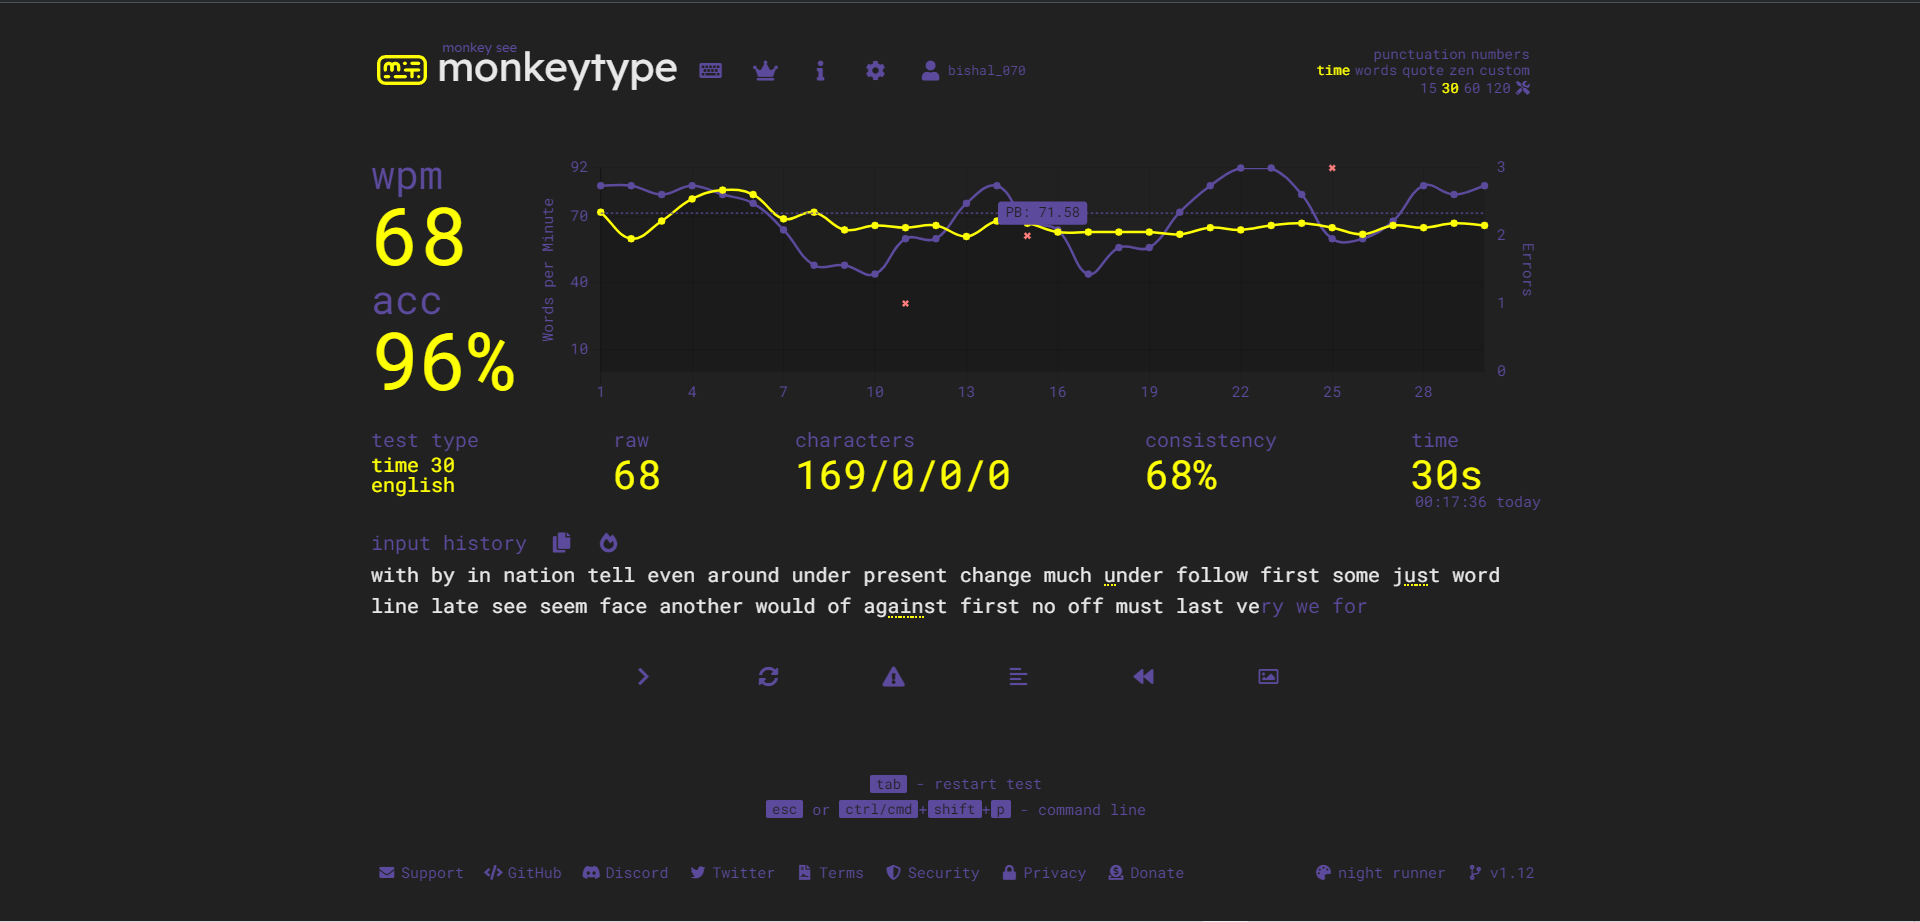 monkey see
monkeytype
bishal_070
punctuation numbers
time words quote zen custom
15 30 60 120
wpm
68
acc
96%
Words per Minute
92
70
40
10
PB: 71.58
3
2
1
0
Errors
1 4 7 10 13 16 19 22 25 28
test type
time 30
english
raw
68
characters
169/0/0/0
consistency
68%
time
30s
00:17:36 today
input history
with by in nation tell even around under present change much under follow first some just word
line late see seem face another would of against first no off must last very we for
tab - restart test
esc or ctrl/cmd+shift+p - command line
Support GitHub Discord Twitter Terms Security Privacy Donate night runner v1.12